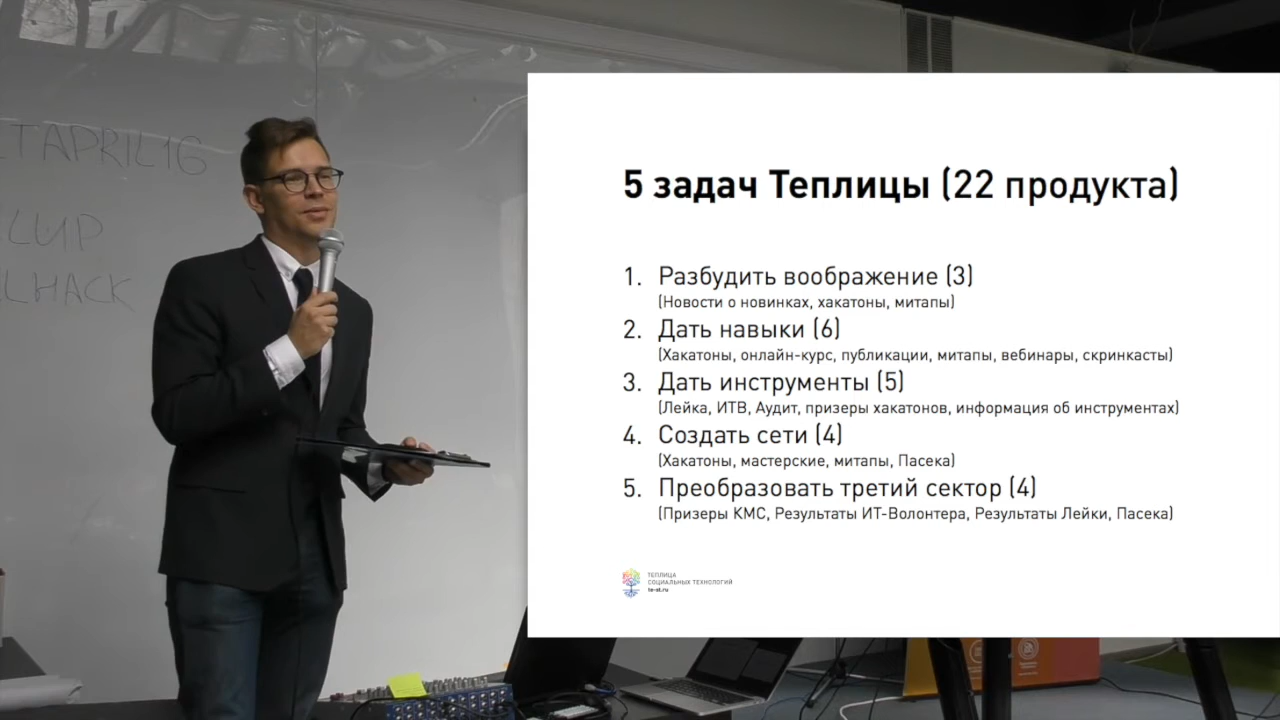 TAPRIL16
LUP
LHACK
5 задач Теплицы (22 продукта)
1. Разбудить воображение (3)
(Новости о новинках, хакатоны, митапы)
2. Дать навыки (6)
(Хакатоны, онлайн-курс, публикации, митапы, вебинары, скринкасты)
3. Дать инструменты (5)
(Лейка, ИТВ, Аудит, призеры хакатонов, информация об инструментах)
4. Создать сети (4)
(Хакатоны, мастерские, митапы, Пасека)
5. Преобразовать третий сектор (4)
(Призеры КМС, Результаты ИТ-Волонтера, Результаты Лейки, Пасека)
ТЕПЛИЦА
СОЦИАЛЬНЫХ ТЕХНОЛОГИЙ
te-st.ru